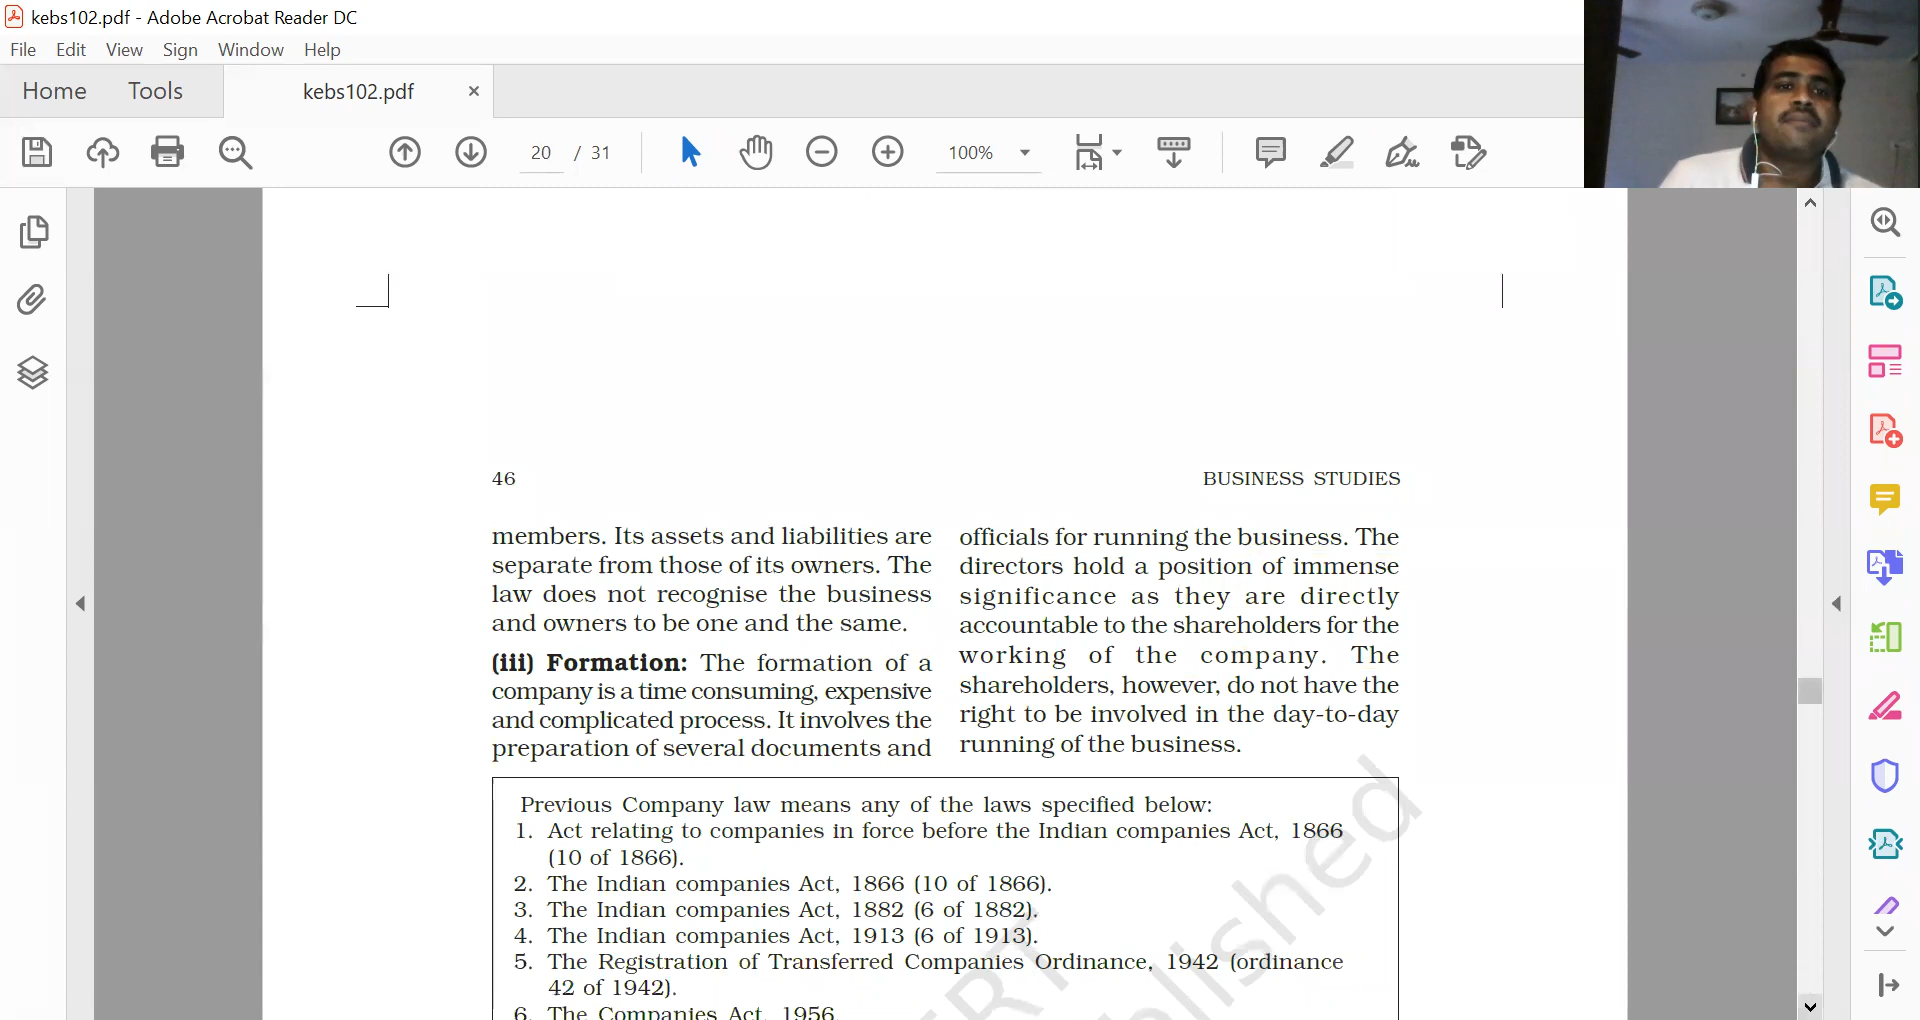 kebs102.pdf - Adobe Acrobat Reader DC
File Edit View Sign Window Help
Home Tools kebs102.pdf ×
20 / 31 100%
46 BUSINESS STUDIES
members. Its assets and liabilities are
separate from those of its owners. The
law does not recognise the business
and owners to be one and the same.
(iii) Formation: The formation of a
company is a time consuming, expensive
and complicated process. It involves the
preparation of several documents and
officials for running the business. The
directors hold a position of immense
significance as they are directly
accountable to the shareholders for the
working of the company. The
shareholders, however, do not have the
right to be involved in the day-to-day
running of the business.
Previous Company law means any of the laws specified below:
1. Act relating to companies in force before the Indian companies Act, 1866
(10 of 1866).
2. The Indian companies Act, 1866 (10 of 1866).
3. The Indian companies Act, 1882 (6 of 1882).
4. The Indian companies Act, 1913 (6 of 1913).
5. The Registration of Transferred Companies Ordinance, 1942 (ordinance
42 of 1942).
6. The Companies Act, 1956.